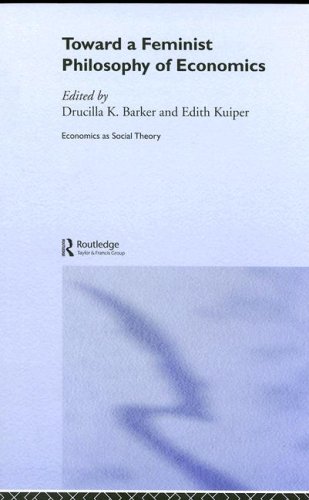 Toward a Feminist
Philosophy of Economics
Edited by
Drucilla K. Barker and Edith Kuiper
Economics as Social Theory
Routledge
Taylor & Francis Group